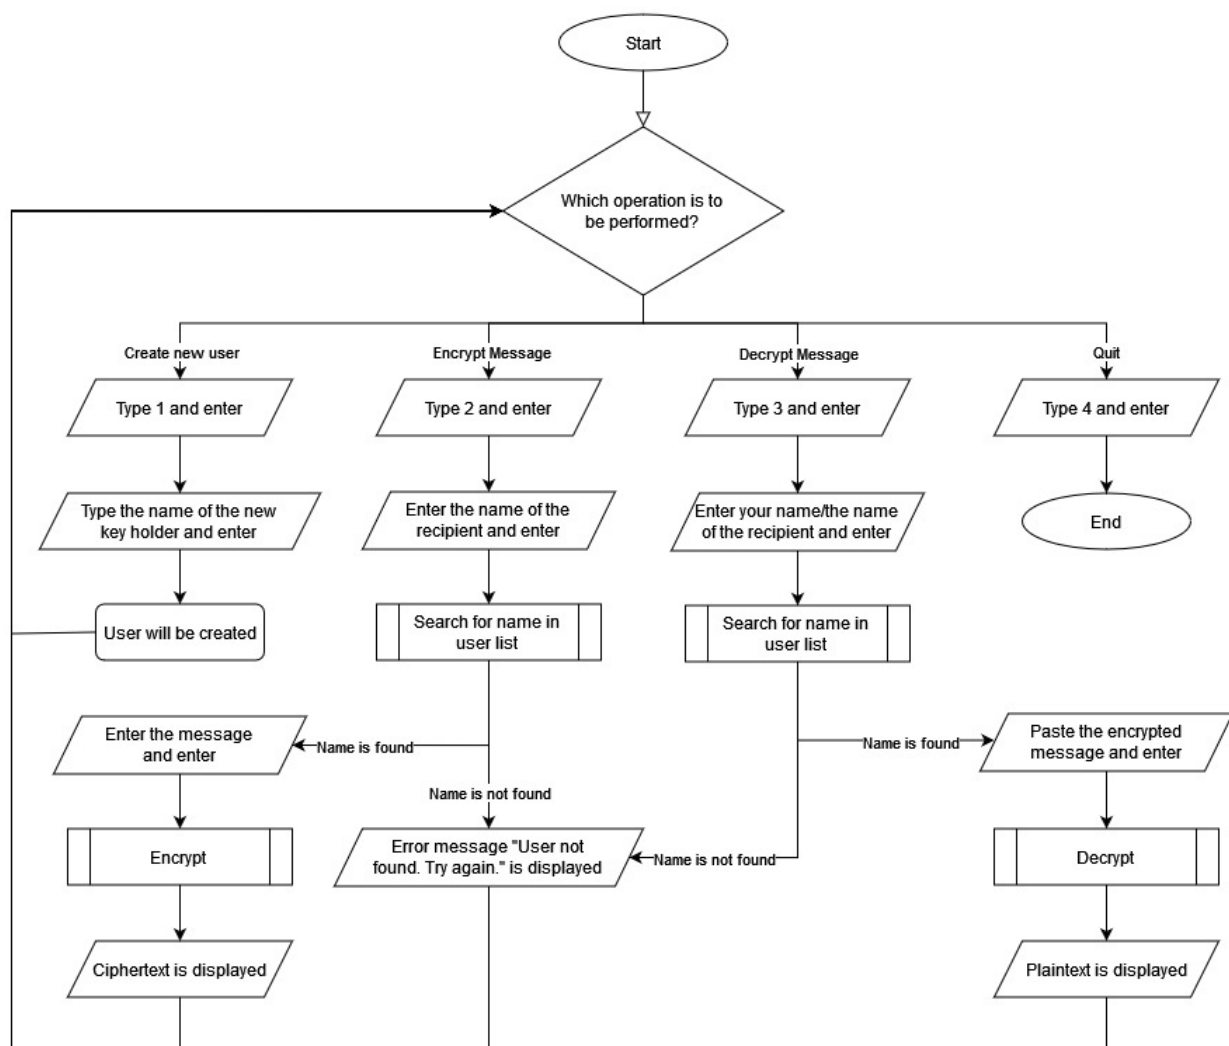 Start
Which operation is to
be performed?
Create new user
Encrypt Message
Decrypt Message
Quit
Type 1 and enter
Type 2 and enter
Type 3 and enter
Type 4 and enter
Type the name of the new
key holder and enter
Enter the name of the
recipient and enter
Enter your name/the name
of the recipient and enter
End
User will be created
Search for name in
user list
Search for name in
user list
Enter the message
and enter
Name is found
Name is found
Paste the encrypted
message and enter
Name is not found
Encrypt
Error message "User not
found. Try again." is displayed
Name is not found
Decrypt
Ciphertext is displayed
Plaintext is displayed